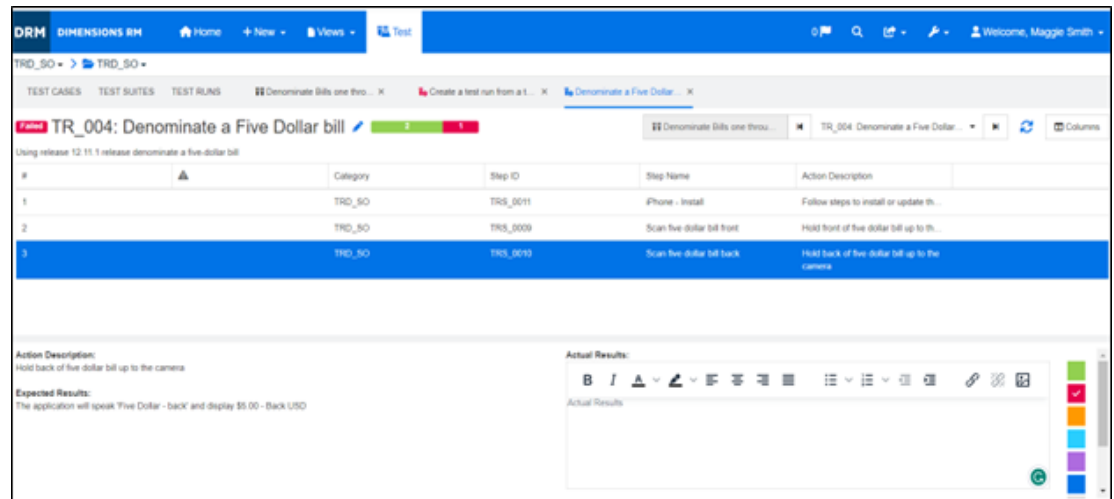 DRM DIMENSIONS RM Home + New Views Test 0 Welcome, Maggie Smith
TRD_SO > TRD_SO
TEST CASES TEST SUITES TEST RUNS Denominate Bills one thro... × Create a test run from a t... × Denominate a Five Dollar... ×
Failed TR_004: Denominate a Five Dollar bill 2 1 Denominate Bills one throu... TR_004 Denominate a Five Dollar... Columns
Using release 12.11.1 release denominate a five-dollar bill
# Category Step ID Step Name Action Description
1 TRD_SO TRS_0011 iPhone - Install Follow steps to install or update th...
2 TRD_SO TRS_0009 Scan five dollar bill front Hold front of five dollar bill up to th...
3 TRD_SO TRS_0010 Scan five dollar bill back Hold back of five dollar bill up to the
camera
Action Description: Actual Results:
Hold back of five dollar bill up to the camera
B I A
Expected Results:
The application will speak 'Five Dollar - back' and display $5.00 - Back USD
Actual Results